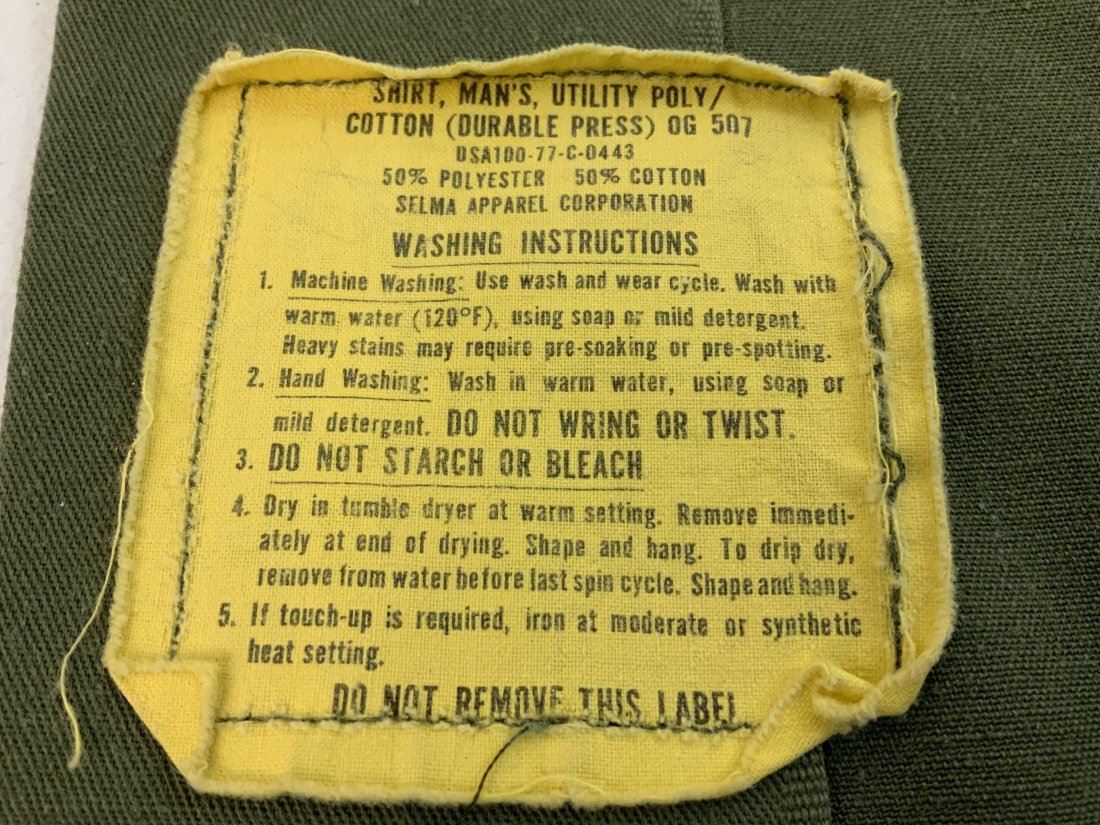 SHIRT, MAN'S, UTILITY POLY/
COTTON (DURABLE PRESS) OG 507
DSA100-77-C-0443
50% POLYESTER 50% COTTON
SELMA APPAREL CORPORATION
WASHING INSTRUCTIONS
1. Machine Washing: Use wash and wear cycle. Wash with
warm water (120°F), using soap or mild detergent.
Heavy stains may require pre-soaking or pre-spotting.
2. Hand Washing: Wash in warm water, using soap or
mild detergent. DO NOT WRING OR TWIST.
3. DO NOT STARCH OR BLEACH
4. Dry in tumble dryer at warm setting. Remove immedi-
ately at end of drying. Shape and hang. To drip dry,
remove from water before last spin cycle. Shape and hang.
5. If touch-up is required, iron at moderate or synthetic
heat setting.
DO NOT REMOVE THIS LABEL